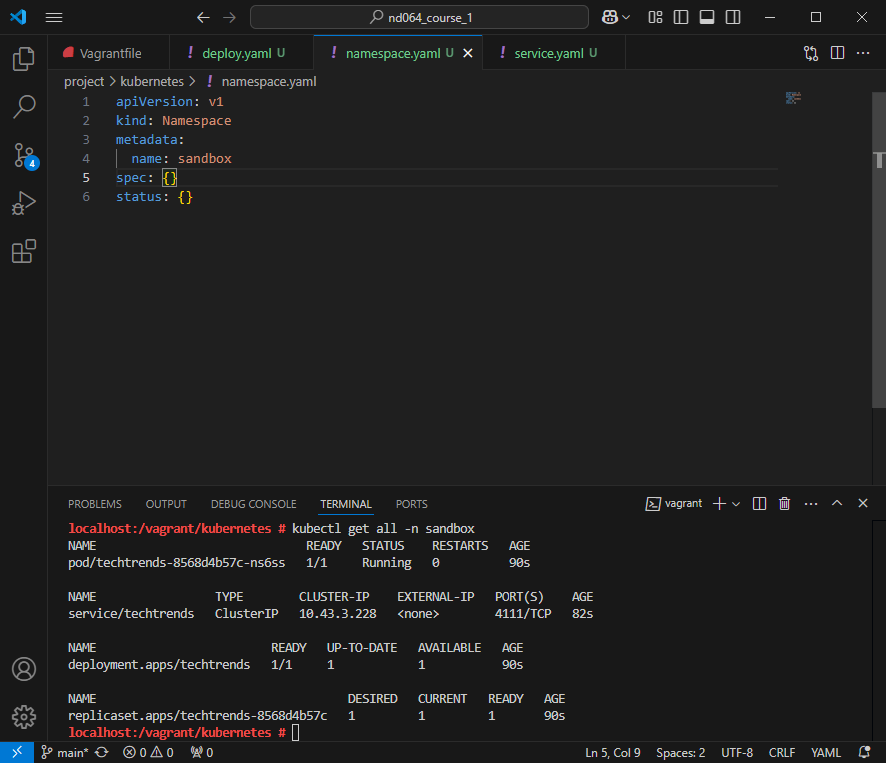 nd064_course_1
Vagrantfile
! deploy.yaml U
! namespace.yaml U
! service.yaml U
project > kubernetes > ! namespace.yaml
1 apiVersion: v1
2 kind: Namespace
3 metadata:
4   name: sandbox
5 spec: {}
6 status: {}
4
PROBLEMS OUTPUT DEBUG CONSOLE TERMINAL PORTS vagrant
localhost:/vagrant/kubernetes # kubectl get all -n sandbox
NAME READY STATUS RESTARTS AGE
pod/techtrends-8568d4b57c-ns6ss 1/1 Running 0 90s
NAME TYPE CLUSTER-IP EXTERNAL-IP PORT(S) AGE
service/techtrends ClusterIP 10.43.3.228 <none> 4111/TCP 82s
NAME READY UP-TO-DATE AVAILABLE AGE
deployment.apps/techtrends 1/1 1 1 90s
NAME DESIRED CURRENT READY AGE
replicaset.apps/techtrends-8568d4b57c 1 1 1 90s
localhost:/vagrant/kubernetes #
main* 0 0 0 Ln 5, Col 9 Spaces: 2 UTF-8 CRLF YAML